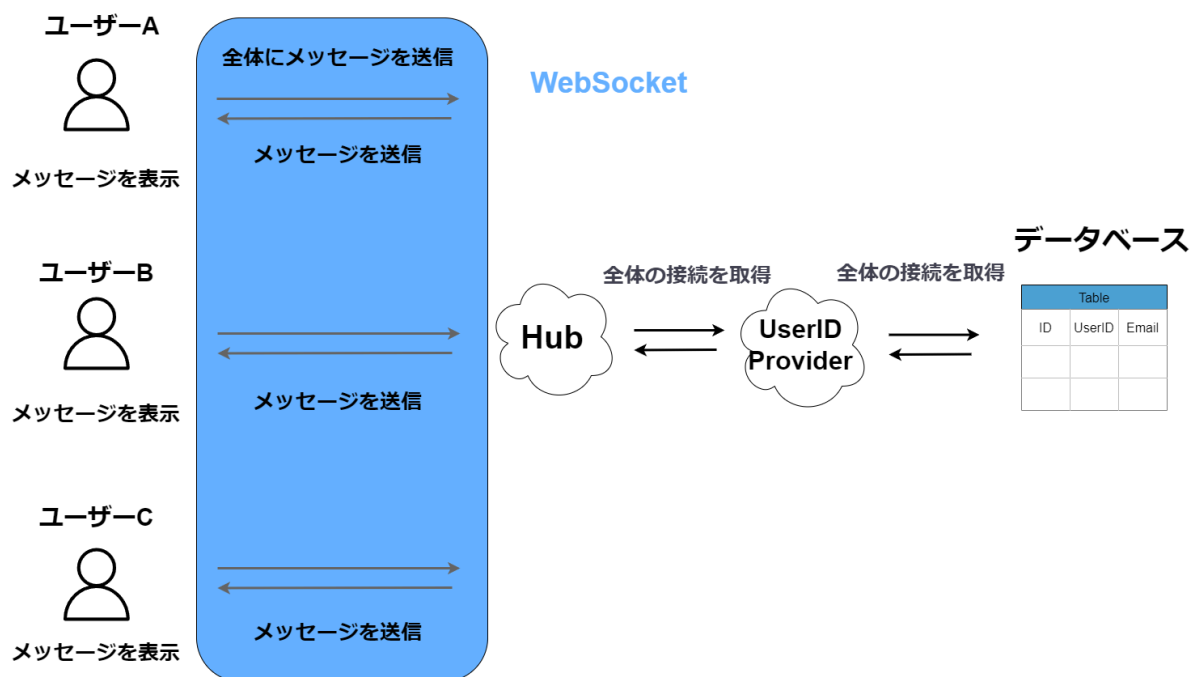 ユーザーA
全体にメッセージを送信
WebSocket
メッセージを送信
メッセージを表示
データベース
ユーザーB
全体の接続を取得
全体の接続を取得
Table
ID UserID Email
Hub
UserID
Provider
メッセージを送信
メッセージを表示
ユーザーC
メッセージを送信
メッセージを表示